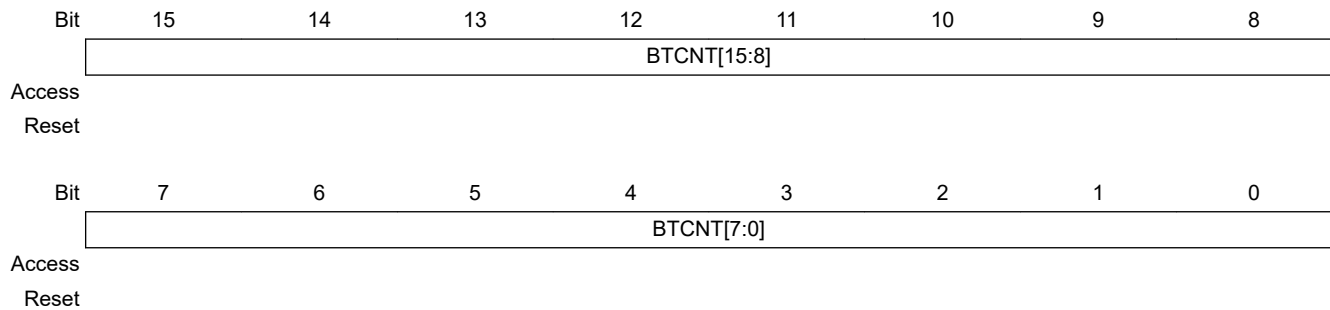 Bit 15 14 13 12 11 10 9 8
BTCNT[15:8]
Access
Reset
Bit 7 6 5 4 3 2 1 0
BTCNT[7:0]
Access
Reset